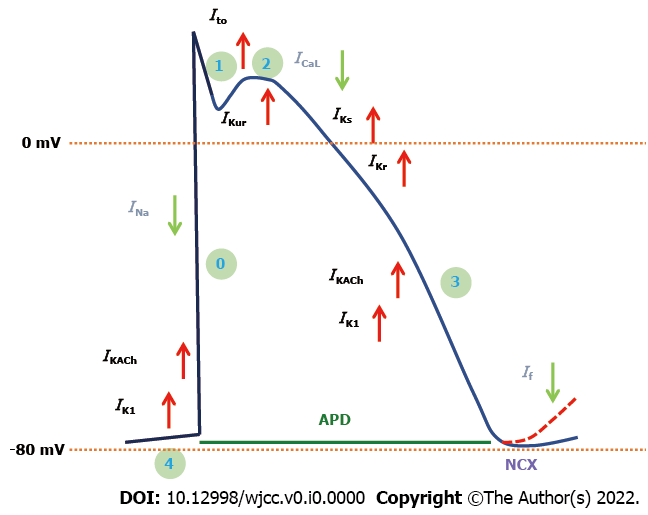 Ito
1
2
ICaL
IKur
IKs
0 mV
IKr
INa
0
IKACh
3
IK1
IKACh
If
IK1
APD
-80 mV
4
NCX
DOI: 10.12998/wjcc.v0.i0.0000 Copyright ©The Author(s) 2022.